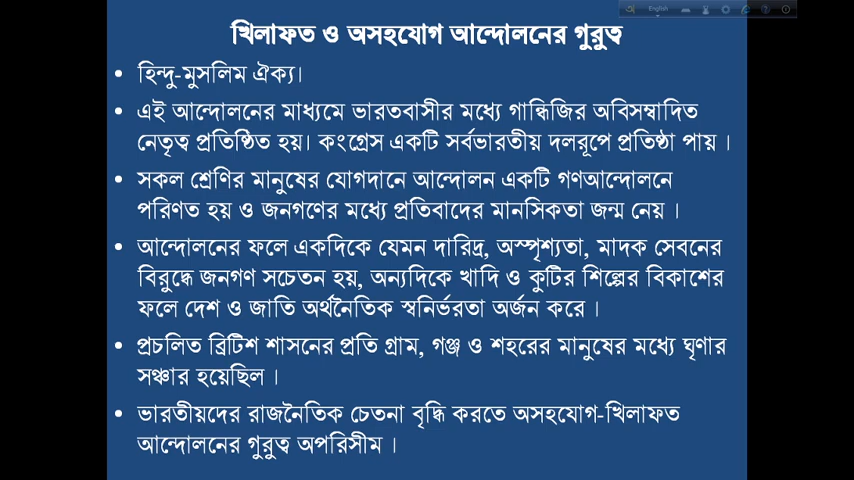 English
খিলাফত ও অসহযোগ আন্দোলনের গুরুত্ব
• হিন্দু-মুসলিম ঐক্য।
• এই আন্দোলনের মাধ্যমে ভারতবাসীর মধ্যে গান্ধিজির অবিসম্বাদিত
নেতৃত্ব প্রতিষ্ঠিত হয়। কংগ্রেস একটি সর্বভারতীয় দলরূপে প্রতিষ্ঠা পায় ।
• সকল শ্রেণির মানুষের যোগদানে আন্দোলন একটি গণআন্দোলনে
পরিণত হয় ও জনগণের মধ্যে প্রতিবাদের মানসিকতা জন্ম নেয় ।
• আন্দোলনের ফলে একদিকে যেমন দারিদ্র, অস্পৃশ্যতা, মাদক সেবনের
বিরুদ্ধে জনগণ সচেতন হয়, অন্যদিকে খাদি ও কুটির শিল্পের বিকাশের
ফলে দেশ ও জাতি অর্থনৈতিক স্বনির্ভরতা অর্জন করে ।
• প্রচলিত ব্রিটিশ শাসনের প্রতি গ্রাম, গঞ্জ ও শহরের মানুষের মধ্যে ঘৃণার
সঞ্চার হয়েছিল ।
• ভারতীয়দের রাজনৈতিক চেতনা বৃদ্ধি করতে অসহযোগ-খিলাফত
আন্দোলনের গুরুত্ব অপরিসীম ।